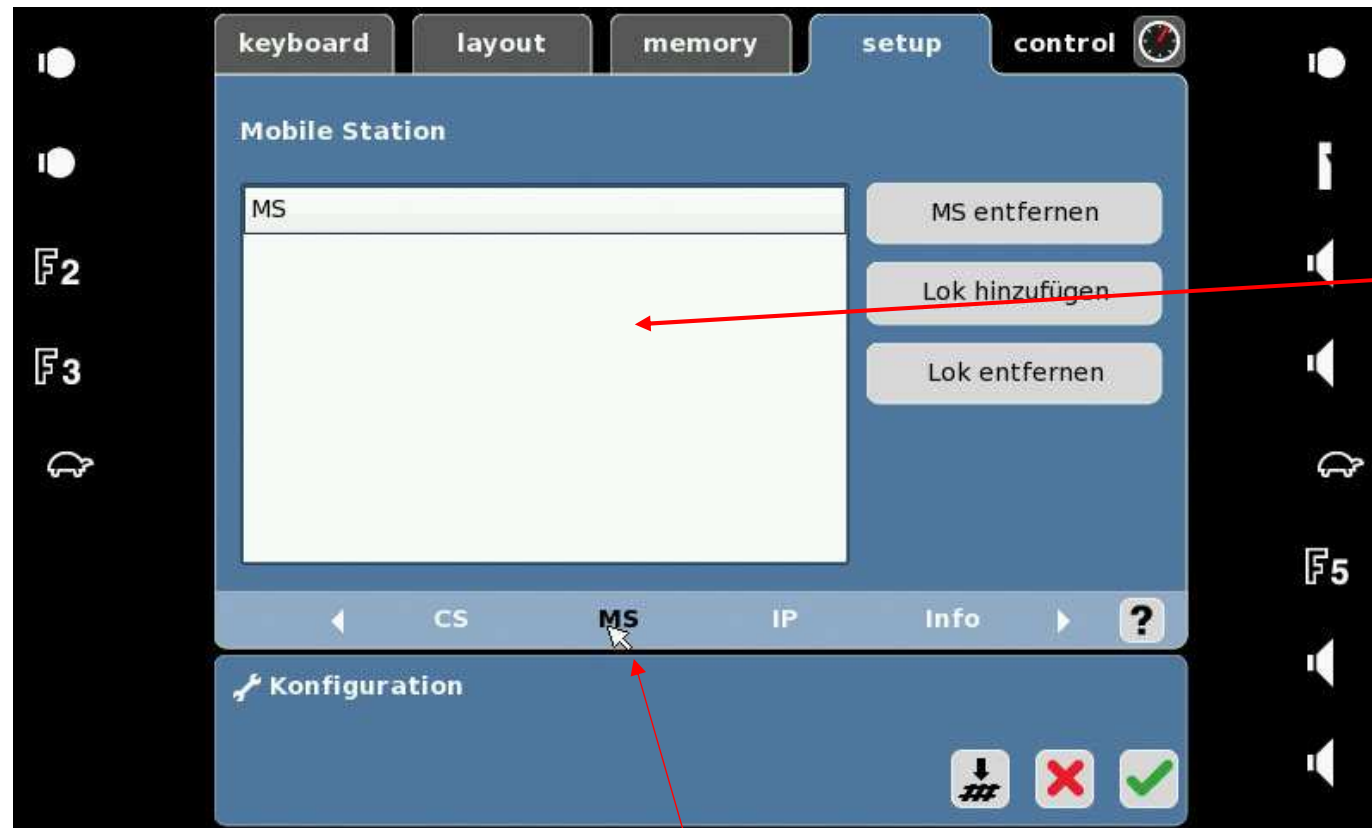 keyboard layout memory setup control
Mobile Station
MS
MS entfernen
F2
Lok hinzufügen
F3
Lok entfernen
F5
CS MS IP Info ?
Konfiguration